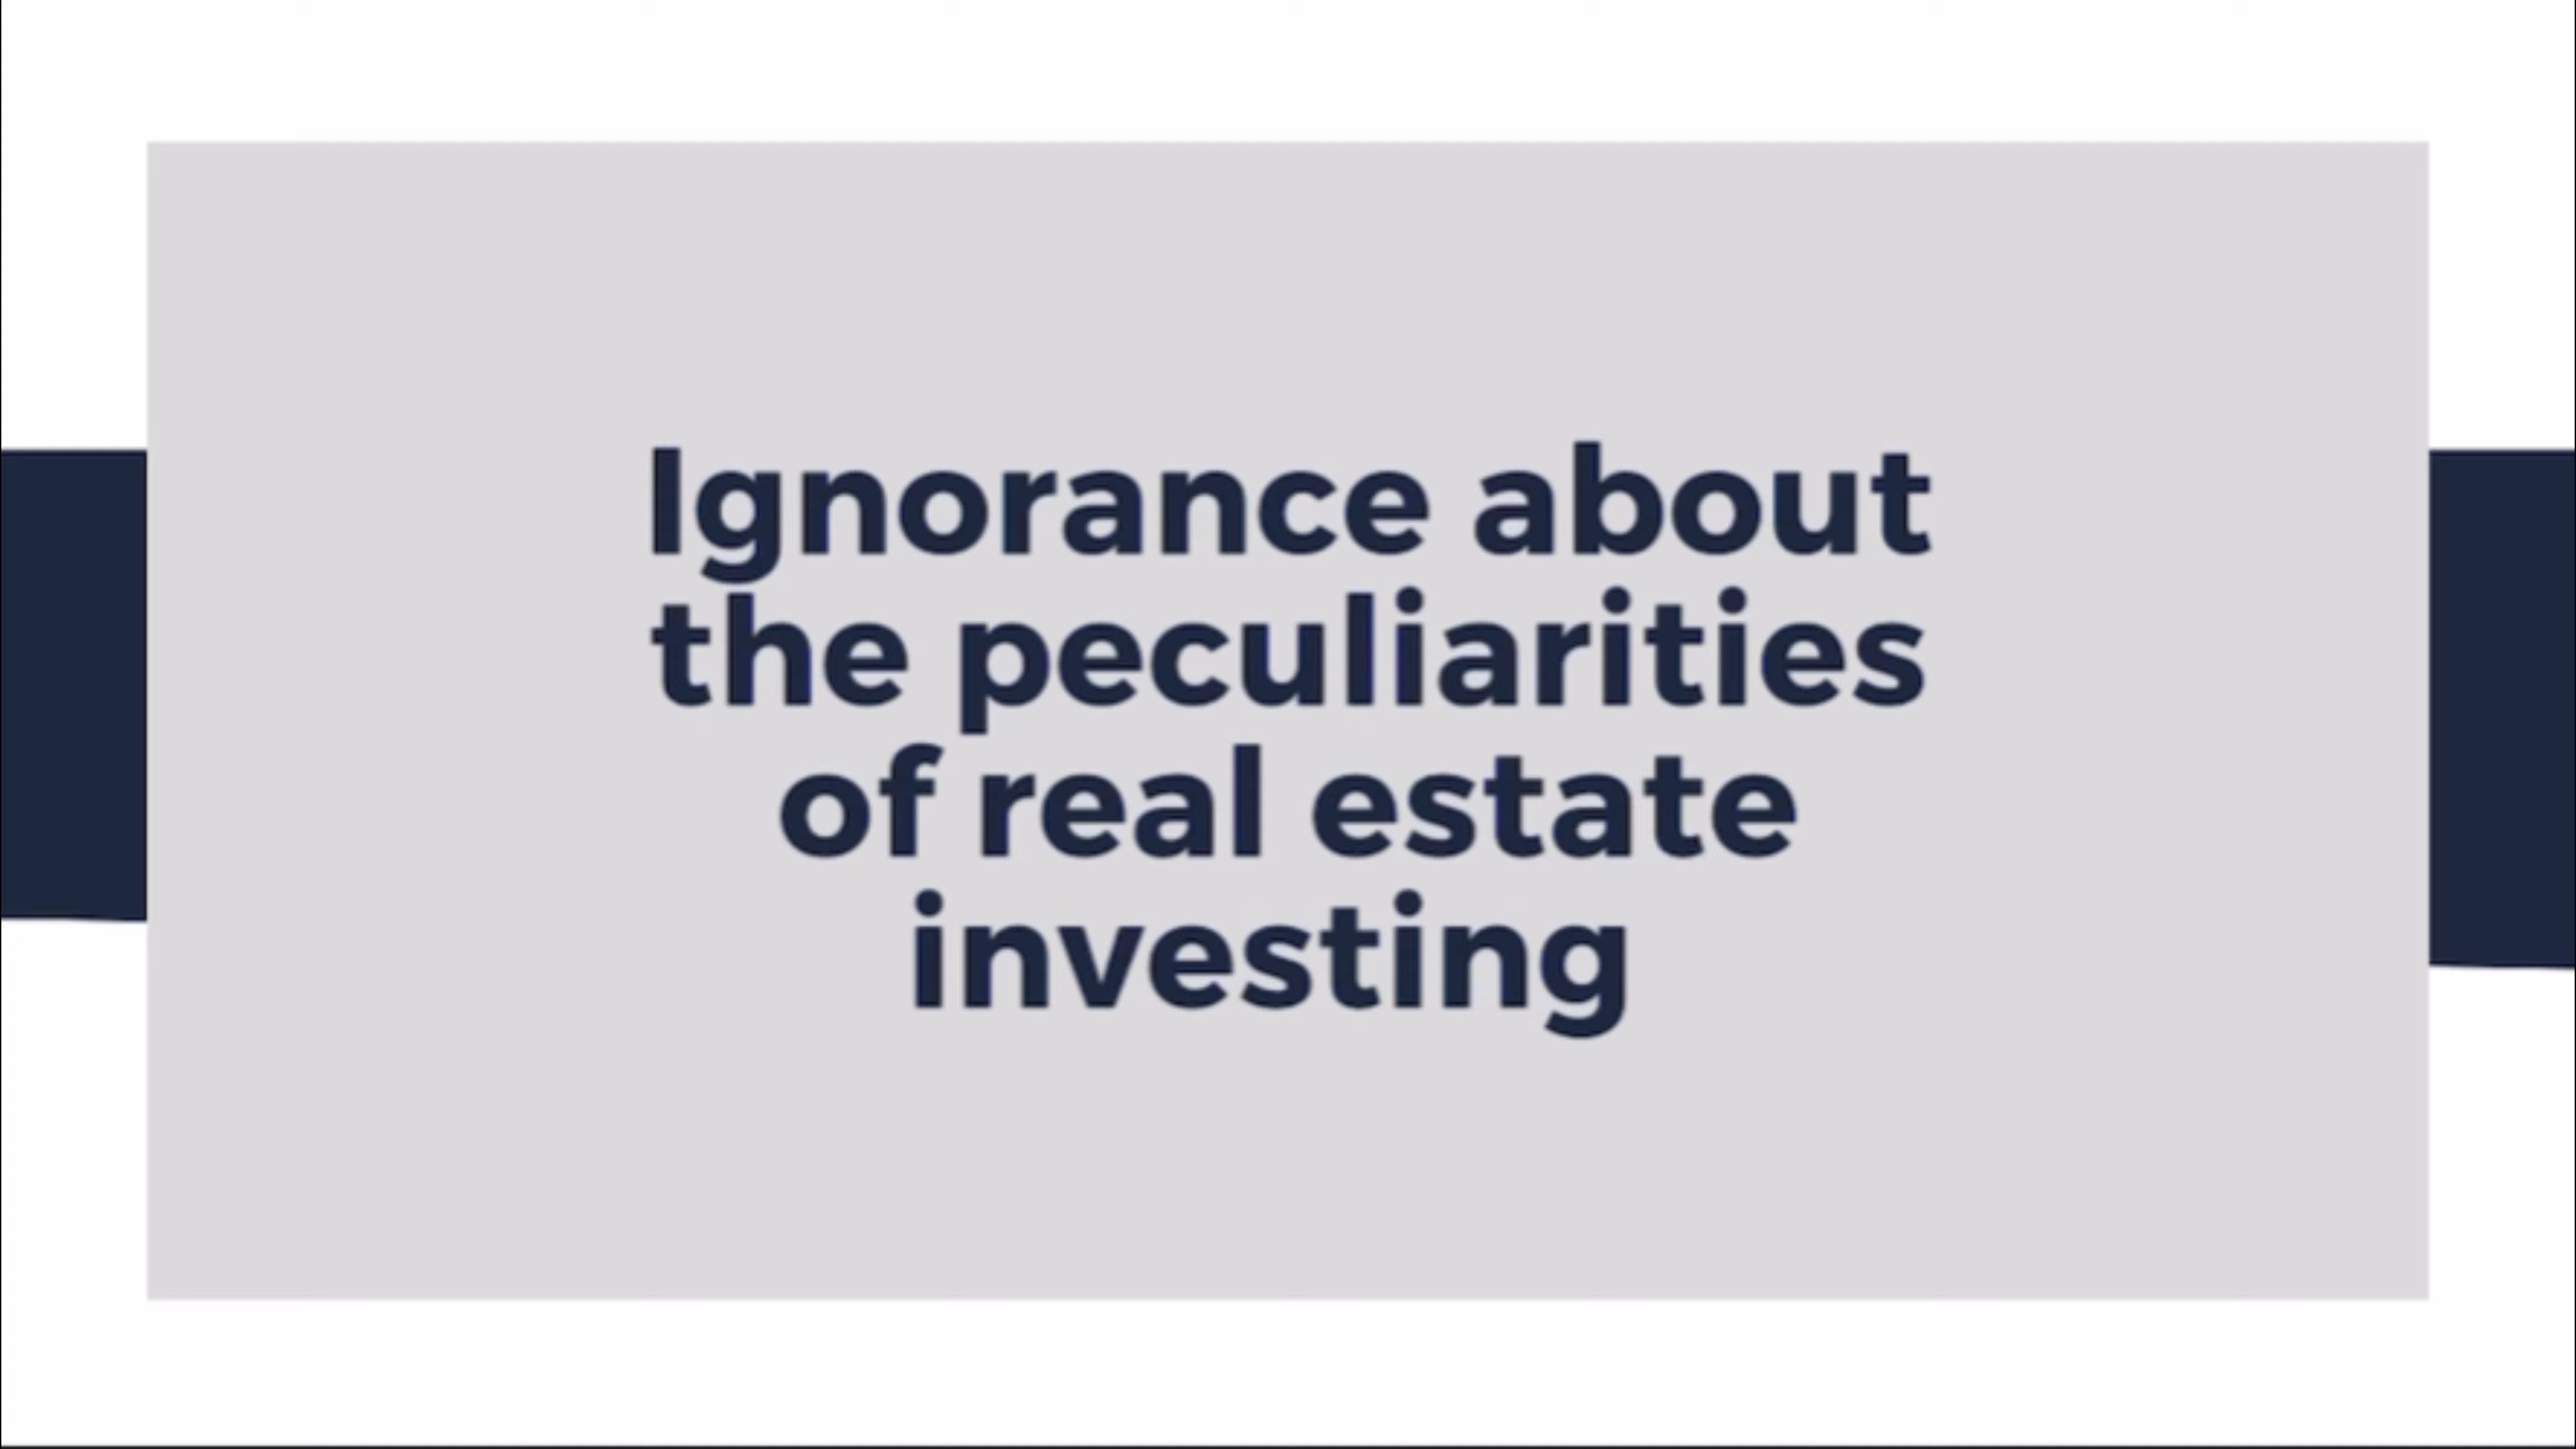 Ignorance about
the peculiarities
of real estate
investing